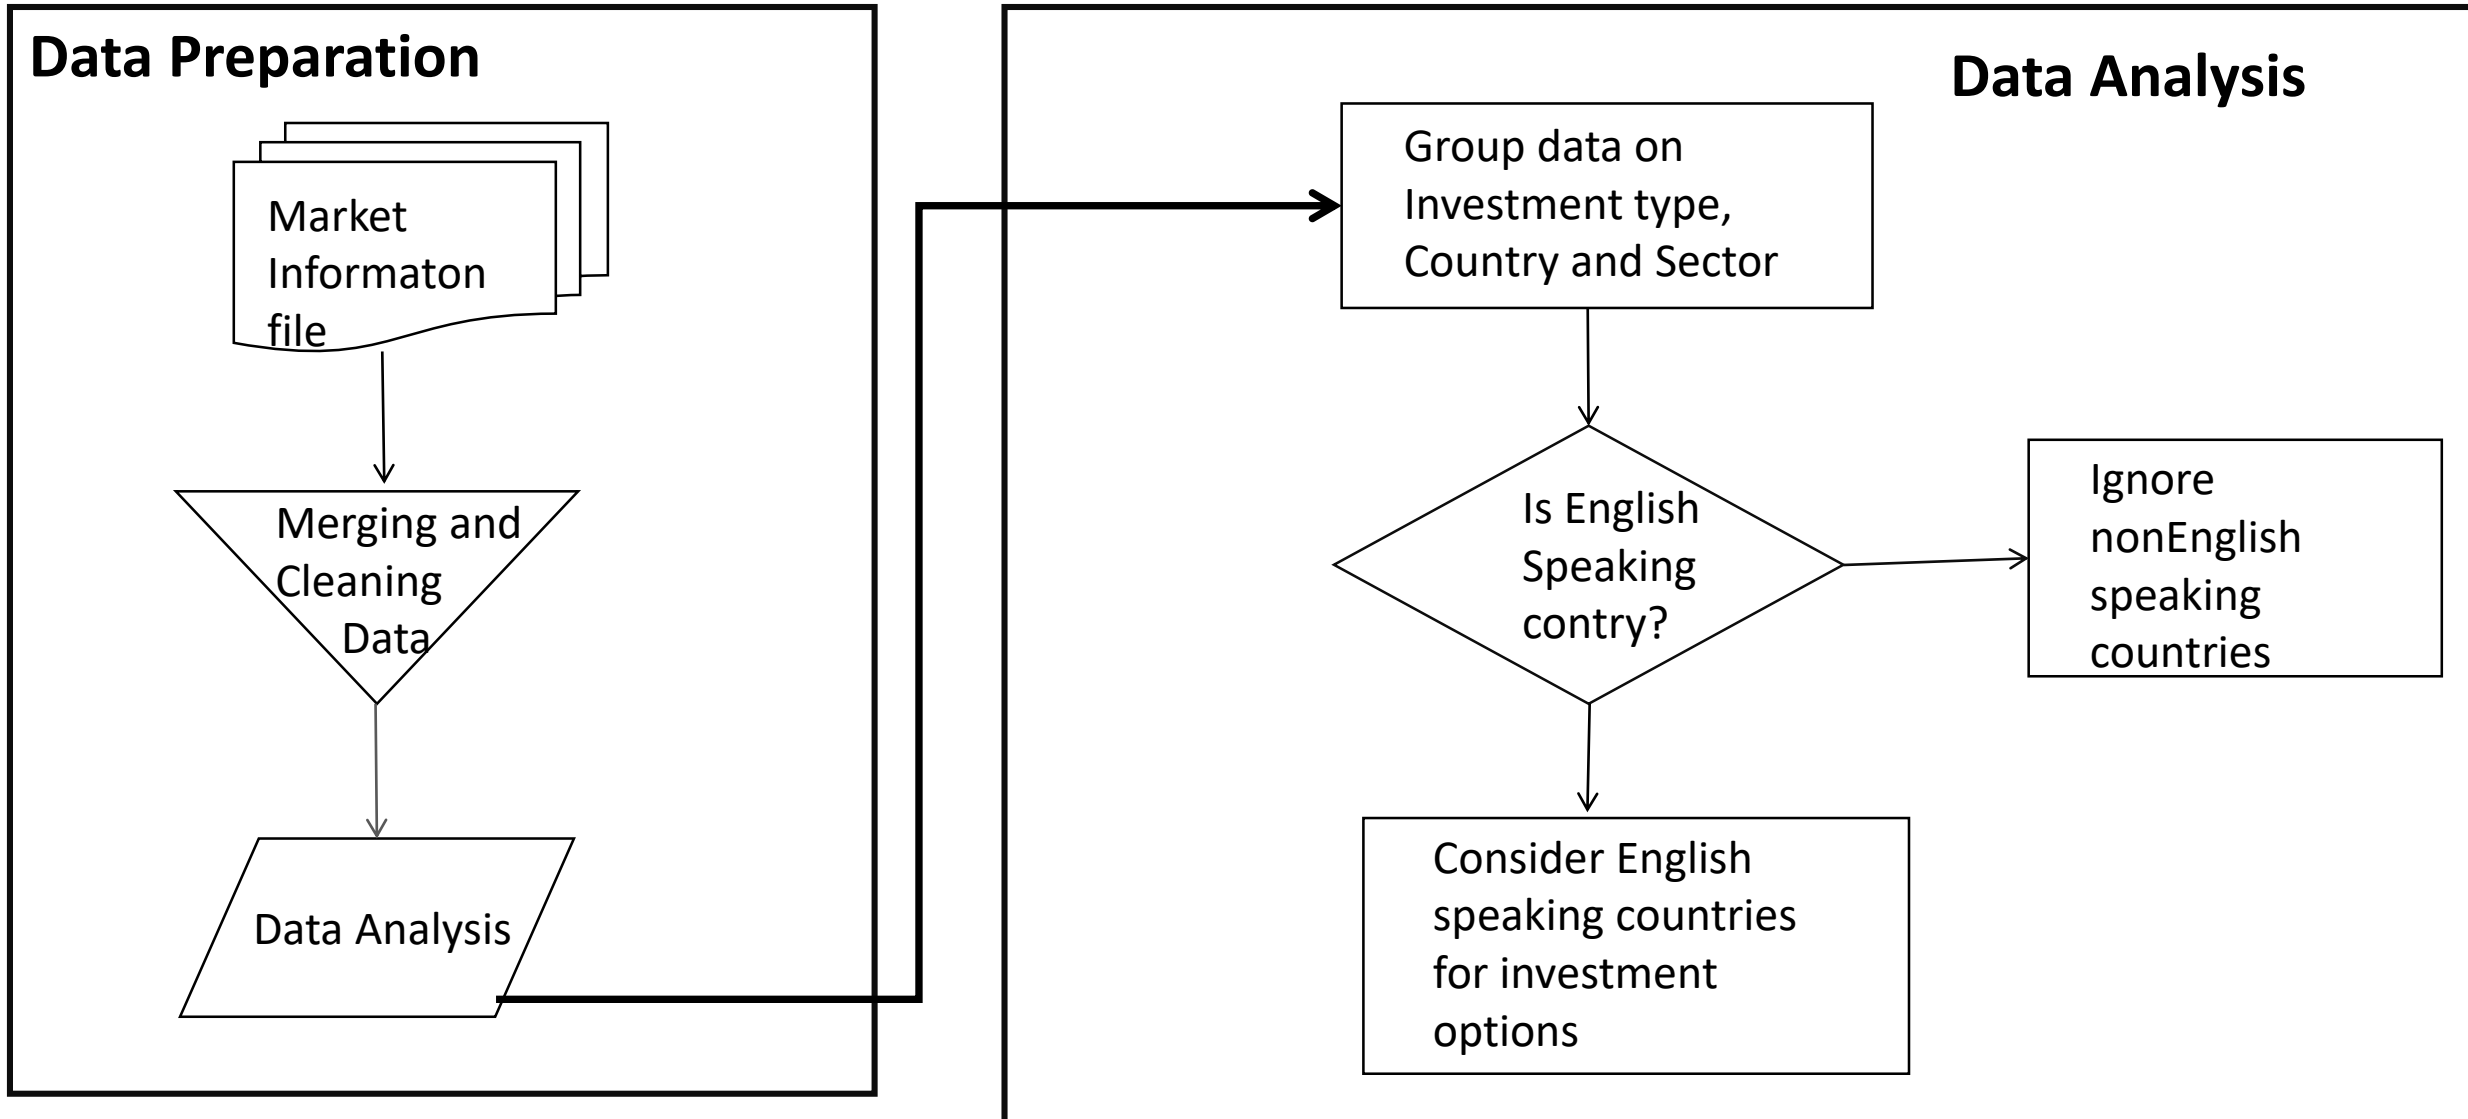 Data Preparation
Market
Informaton
file
Merging and
Cleaning
Data
Data Analysis
Data Analysis
Group data on
Investment type,
Country and Sector
Is English
Speaking
contry?
Ignore
nonEnglish
speaking
countries
Consider English
speaking countries
for investment
options